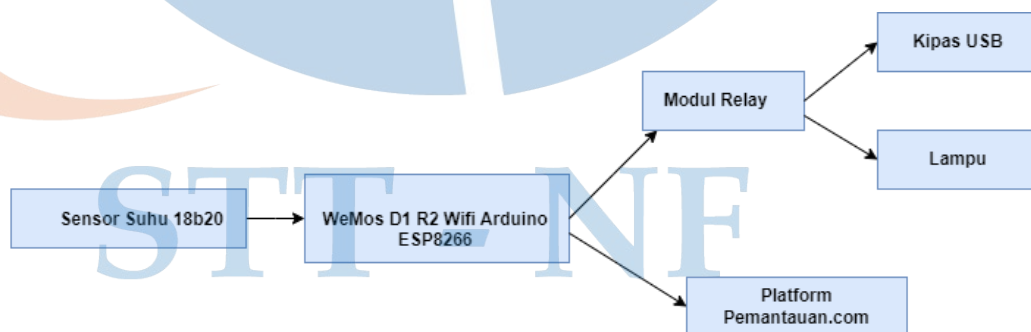 Kipas USB
Modul Relay
Lampu
Sensor Suhu 18b20
WeMos D1 R2 Wifi Arduino
ESP8266
STT - NF
Platform
Pemantauan.com